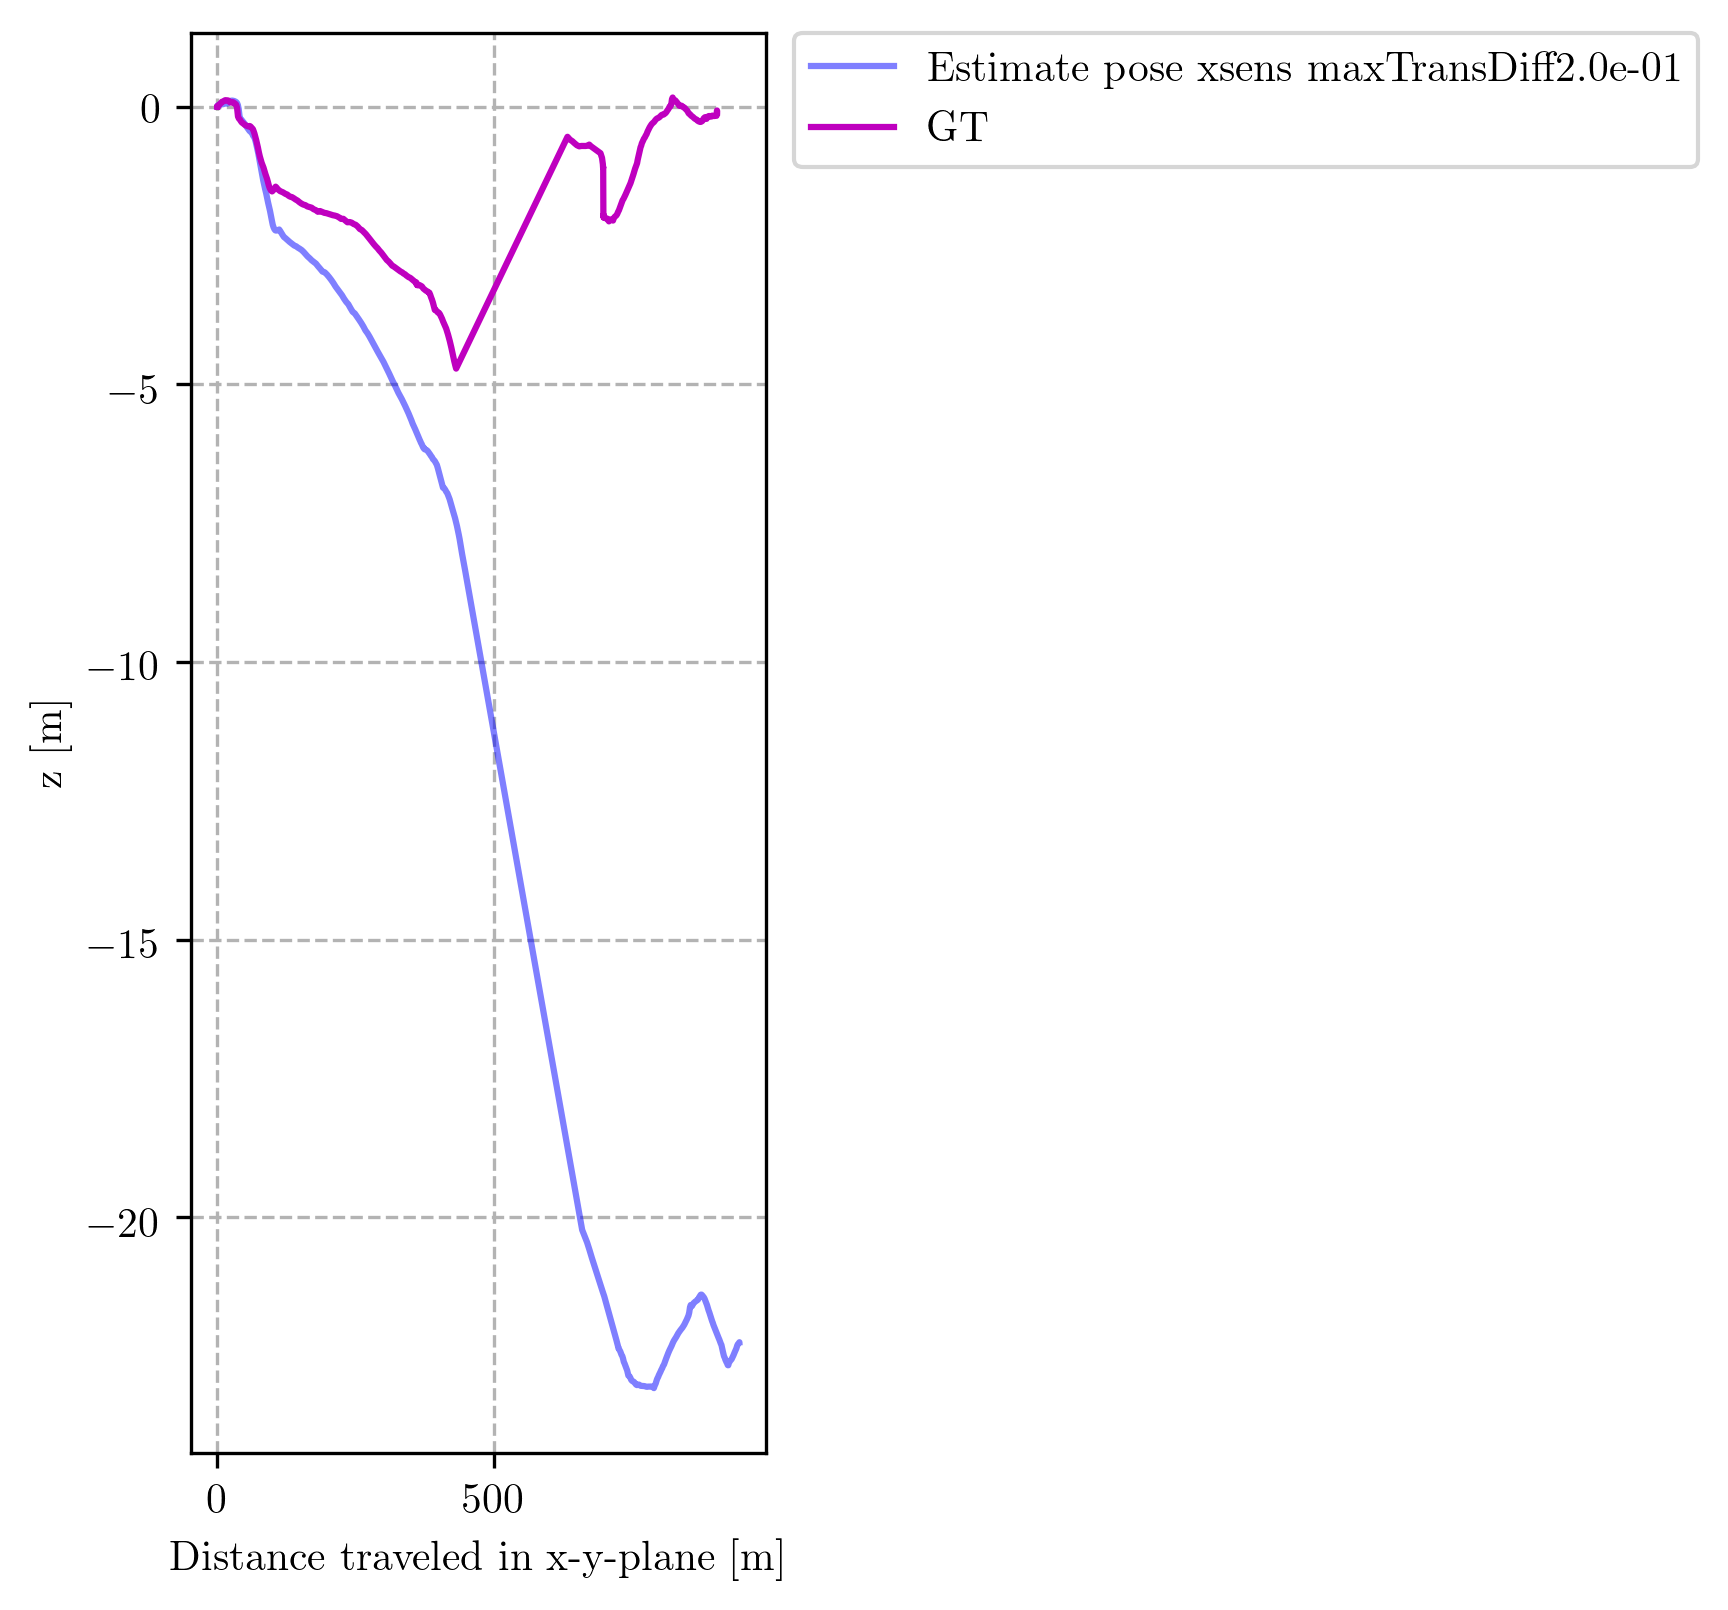 Estimate pose xsens maxTransDiff2.0e-01
GT
0
−5
−10
−15
−20
z [m]
0 500
Distance traveled in x-y-plane [m]